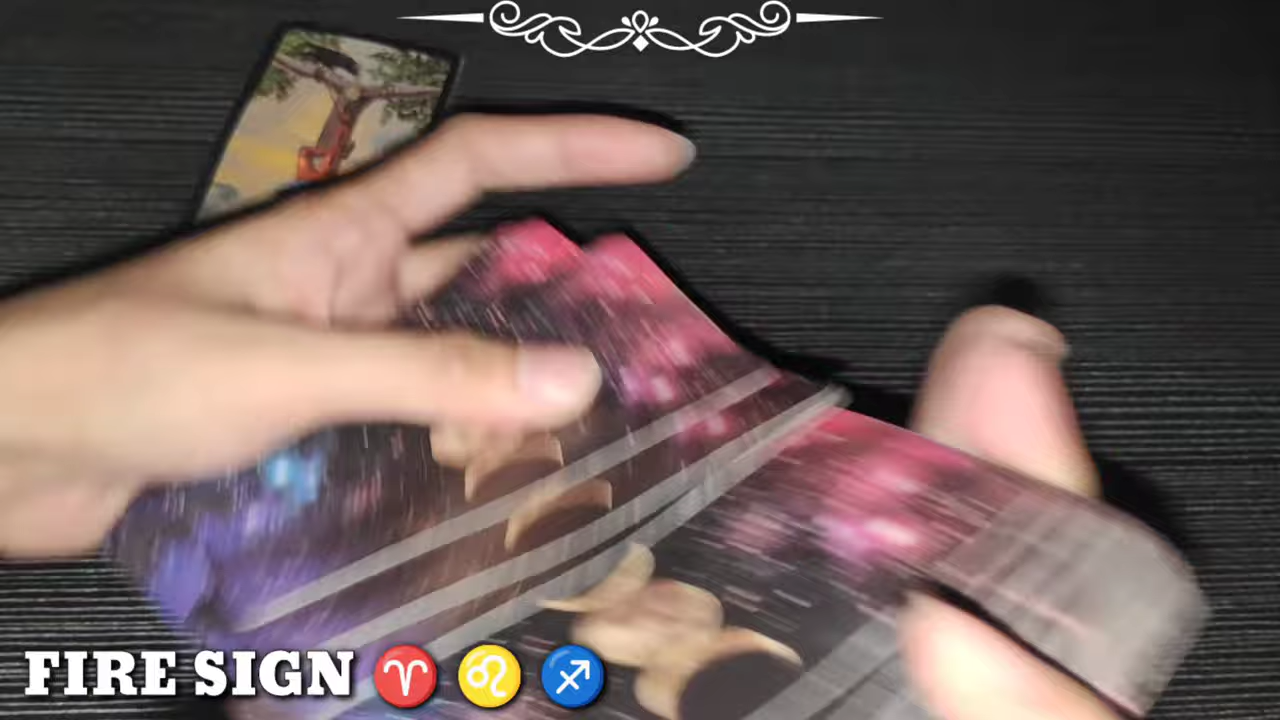 FIRE SIGN ♈ ♌ ♐